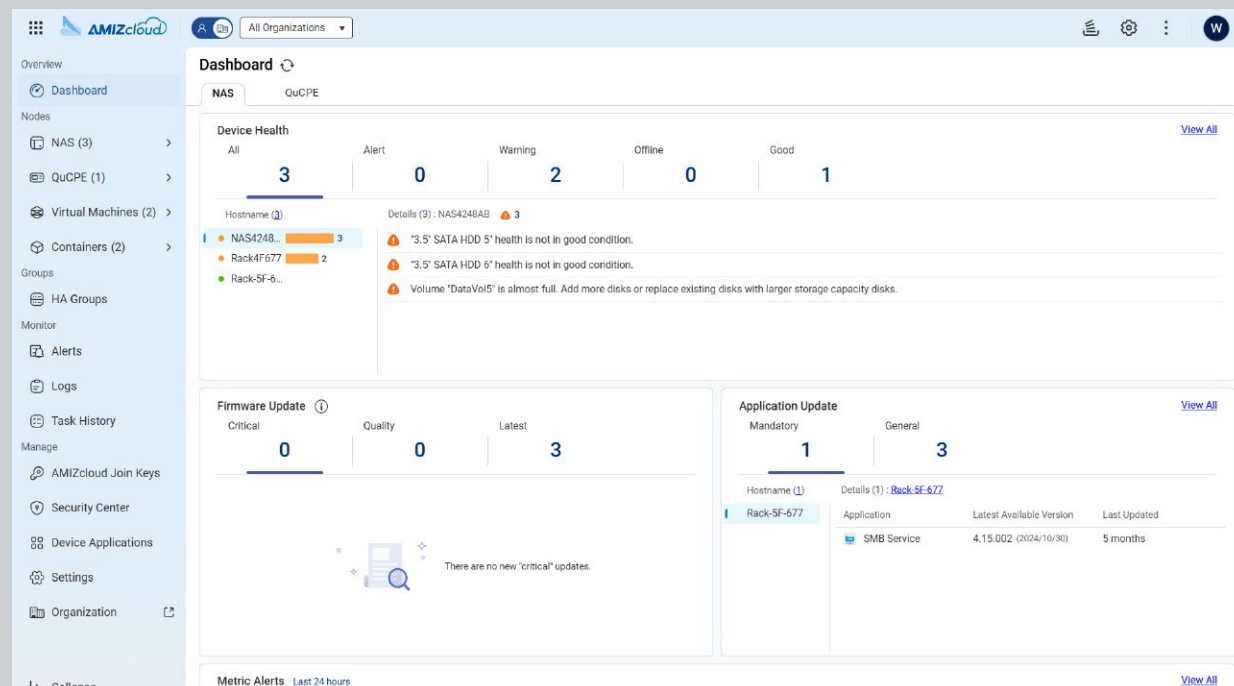 AMIZcloud
All Organizations
W
Overview
Dashboard
Nodes
NAS (3)
QuCPE (1)
Virtual Machines (2)
Containers (2)
Groups
HA Groups
Monitor
Alerts
Logs
Task History
Manage
AMIZcloud Join Keys
Security Center
Device Applications
Settings
Organization
Collapse
Dashboard
NAS QuCPE
Device Health View All
All Alert Warning Offline Good
3 0 2 0 1
Hostname (3) Details (3) : NAS4248AB 3
NAS4248... 3
Rack4F677 2
Rack-5F-6...
"3.5" SATA HDD 5" health is not in good condition.
"3.5" SATA HDD 6" health is not in good condition.
Volume "DataVol5" is almost full. Add more disks or replace existing disks with larger storage capacity disks.
Firmware Update
Critical Quality Latest
0 0 3
There are no new "critical" updates.
Application Update View All
Mandatory General
1 3
Hostname (1) Details (1) : Rack-5F-677
Rack-5F-677
Application Latest Available Version Last Updated
SMB Service 4.15.002 (2024/10/30) 5 months
Metric Alerts Last 24 hours View All